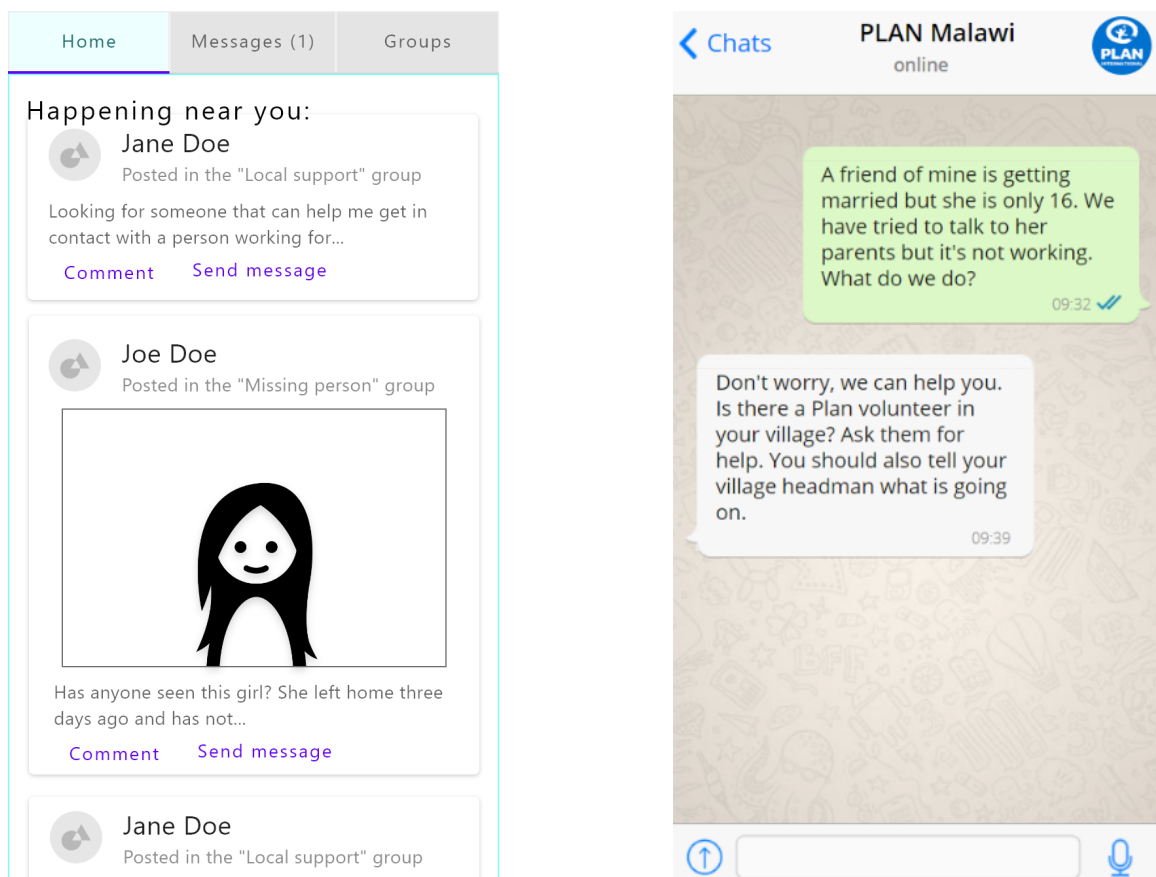 Home
Messages (1)
Groups
Happening near you:
Jane Doe
Posted in the "Local support" group
Looking for someone that can help me get in
contact with a person working for...
Comment
Send message
Joe Doe
Posted in the "Missing person" group
Has anyone seen this girl? She left home three
days ago and has not...
Comment
Send message
Jane Doe
Posted in the "Local support" group
Chats
PLAN Malawi
online
PLAN
INTERNATIONAL
A friend of mine is getting
married but she is only 16. We
have tried to talk to her
parents but it's not working.
What do we do?
09:32
Don't worry, we can help you.
Is there a Plan volunteer in
your village? Ask them for
help. You should also tell your
village headman what is going
on.
09:39
BFF